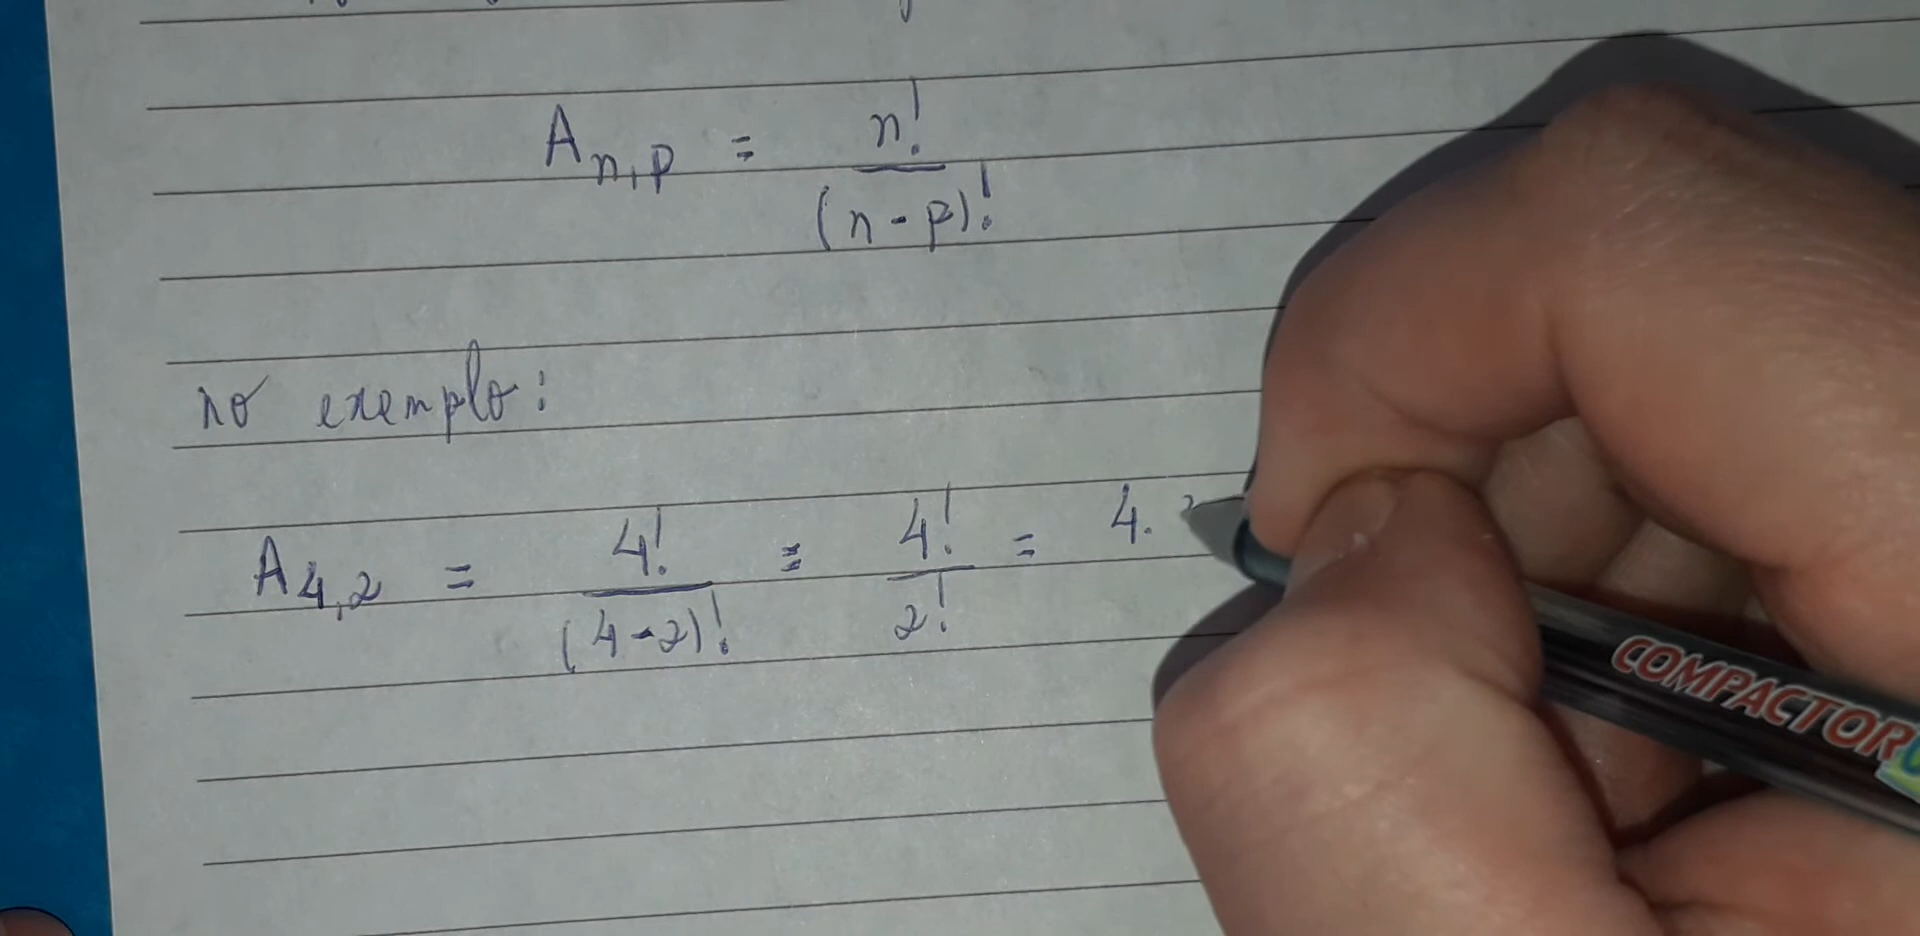 A n,p = n! / (n-p)!
no exemplo:
A 4,2 = 4! / (4-2)! = 4! / 2! = 4.
COMPACTOR